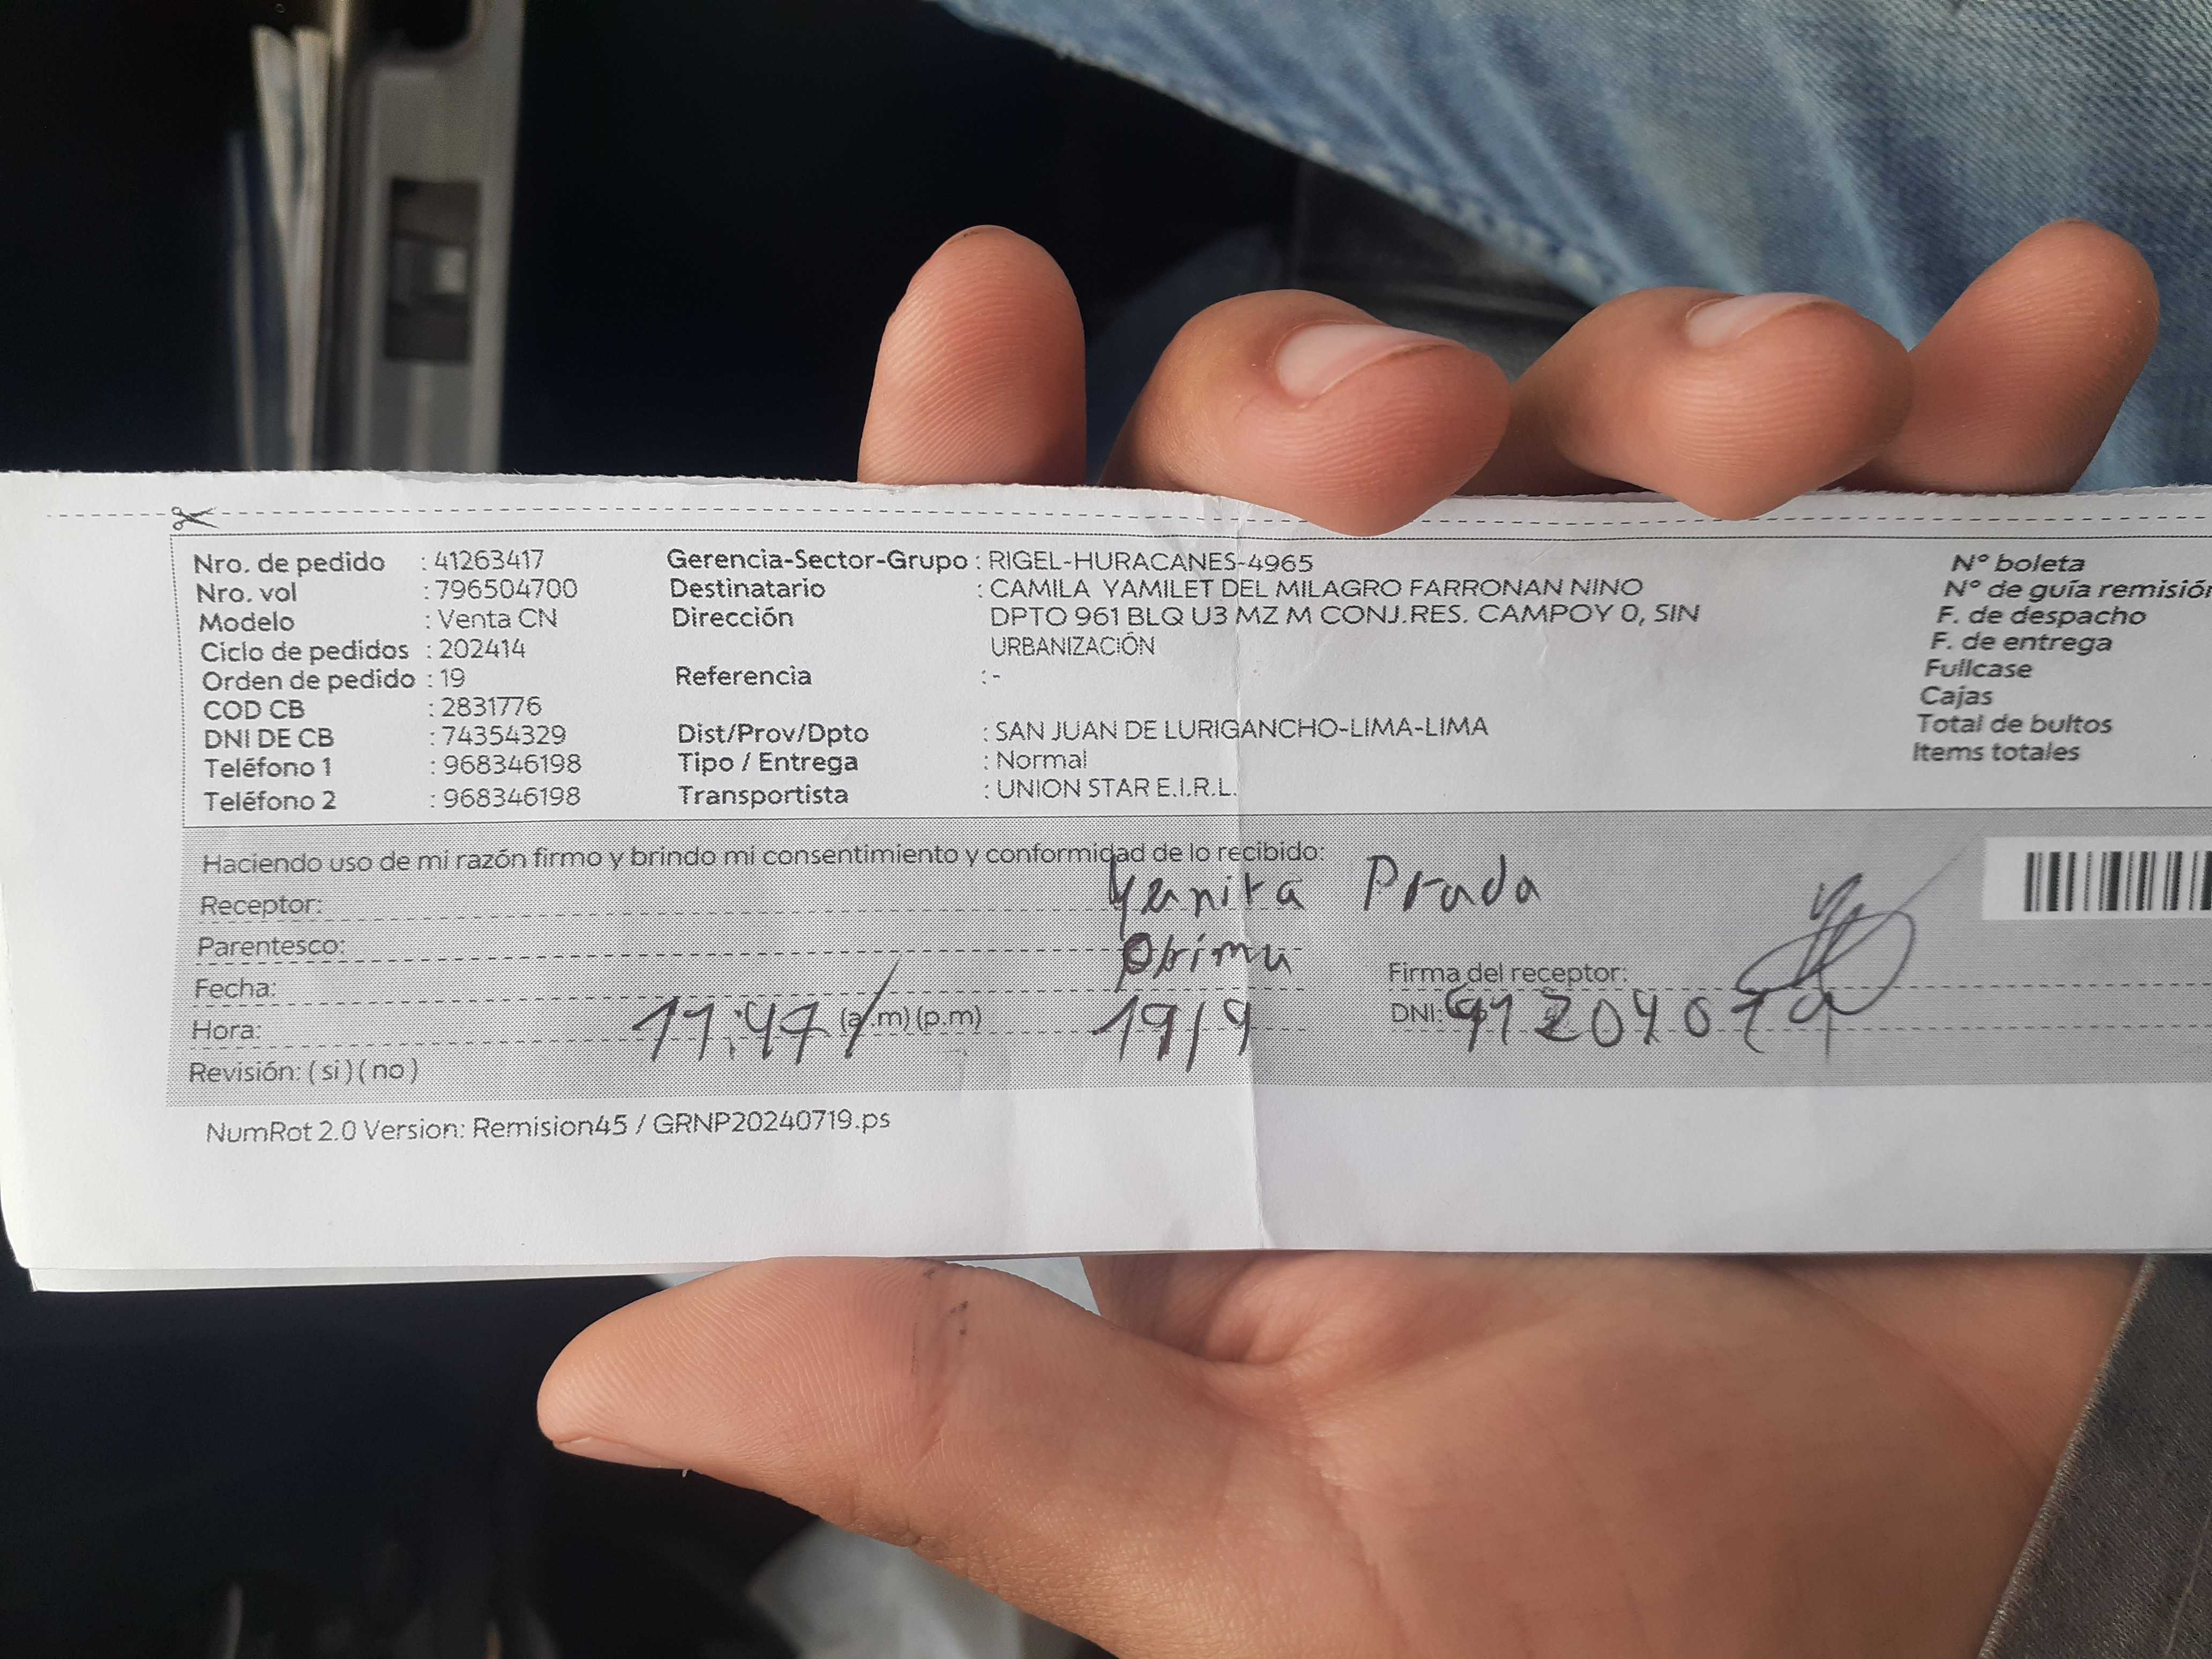 Nro. de pedido : 41263417 Gerencia-Sector-Grupo : RIGEL-HURACANES-4965 N° boleta
Nro. vol : 796504700 Destinatario : CAMILA YAMILET DEL MILAGRO FARRONAN NINO N° de guía remisión
Modelo : Venta CN Dirección DPTO 961 BLQ U3 MZ M CONJ.RES. CAMPOY 0, SIN F. de despacho
Ciclo de pedidos : 202414 URBANIZACIÓN F. de entrega
Orden de pedido : 19 Referencia : - Fullcase
COD CB : 2831776 Cajas
DNI DE CB : 74354329 Dist/Prov/Dpto : SAN JUAN DE LURIGANCHO-LIMA-LIMA Total de bultos
Teléfono 1 : 968346198 Tipo / Entrega : Normal Items totales
Teléfono 2 : 968346198 Transportista : UNION STAR E.I.R.L.
Haciendo uso de mi razón firmo y brindo mi consentimiento y conformidad de lo recibido:
Receptor: Prada
Parentesco:
Fecha: Firma del receptor:
Hora: 11:47 (a.m) (p.m) 19/9 DNI:
Revisión: ( si ) ( no )
NumRot 2.0 Version: Remision45 / GRNP20240719.ps